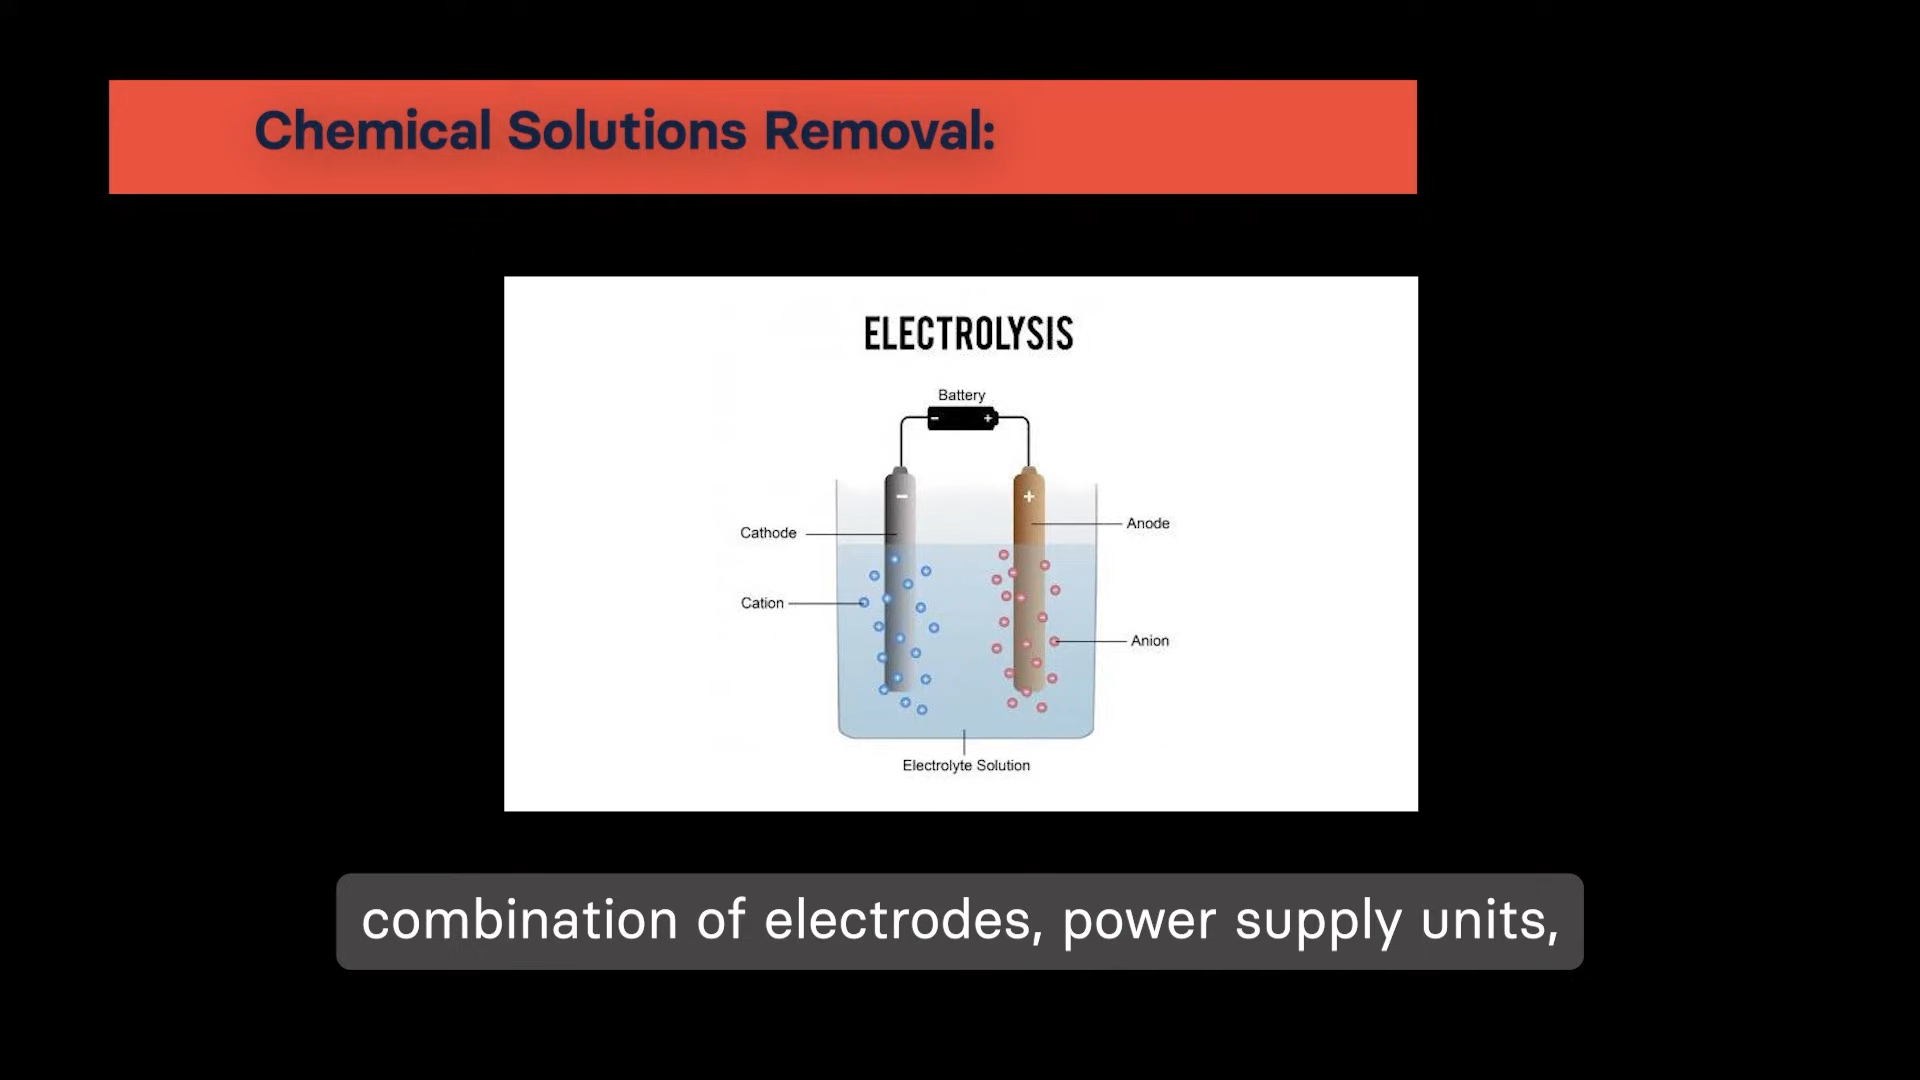 Chemical Solutions Removal:
ELECTROLYSIS
Battery
− +
− +
Cathode
Anode
Cation
Anion
Electrolyte Solution
combination of electrodes, power supply units,